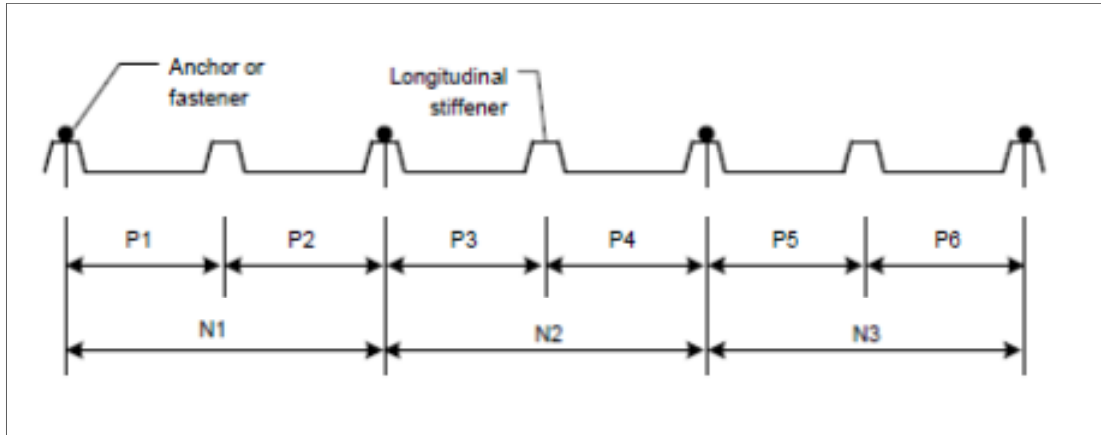 Anchor or
fastener
Longitudinal
stiffener
P1 P2 P3 P4 P5 P6
N1 N2 N3